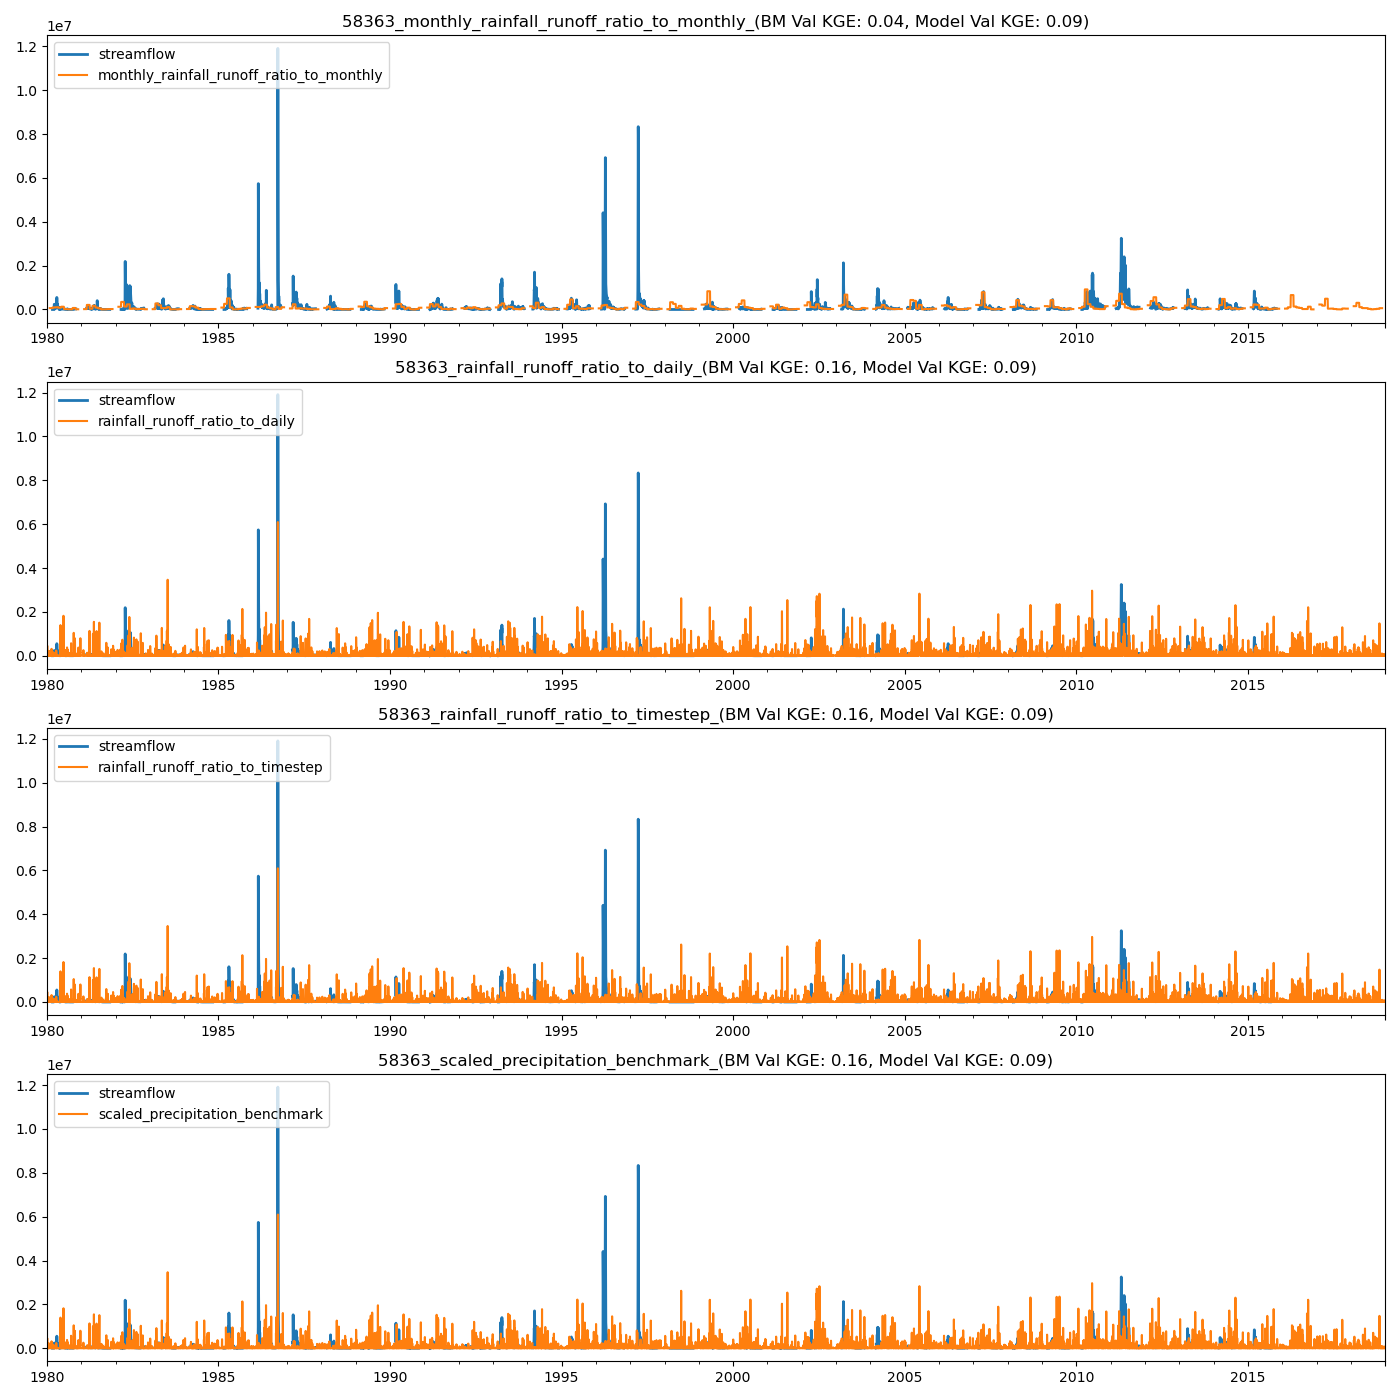 58363_monthly_rainfall_runoff_ratio_to_monthly_(BM Val KGE: 0.04, Model Val KGE: 0.09)
1e7
streamflow
monthly_rainfall_runoff_ratio_to_monthly
1.2
1.0
0.8
0.6
0.4
0.2
0.0
1980 1985 1990 1995 2000 2005 2010 2015
58363_rainfall_runoff_ratio_to_daily_(BM Val KGE: 0.16, Model Val KGE: 0.09)
1e7
streamflow
rainfall_runoff_ratio_to_daily
1.2
1.0
0.8
0.6
0.4
0.2
0.0
1980 1985 1990 1995 2000 2005 2010 2015
58363_rainfall_runoff_ratio_to_timestep_(BM Val KGE: 0.16, Model Val KGE: 0.09)
1e7
streamflow
rainfall_runoff_ratio_to_timestep
1.2
1.0
0.8
0.6
0.4
0.2
0.0
1980 1985 1990 1995 2000 2005 2010 2015
58363_scaled_precipitation_benchmark_(BM Val KGE: 0.16, Model Val KGE: 0.09)
1e7
streamflow
scaled_precipitation_benchmark
1.2
1.0
0.8
0.6
0.4
0.2
0.0
1980 1985 1990 1995 2000 2005 2010 2015